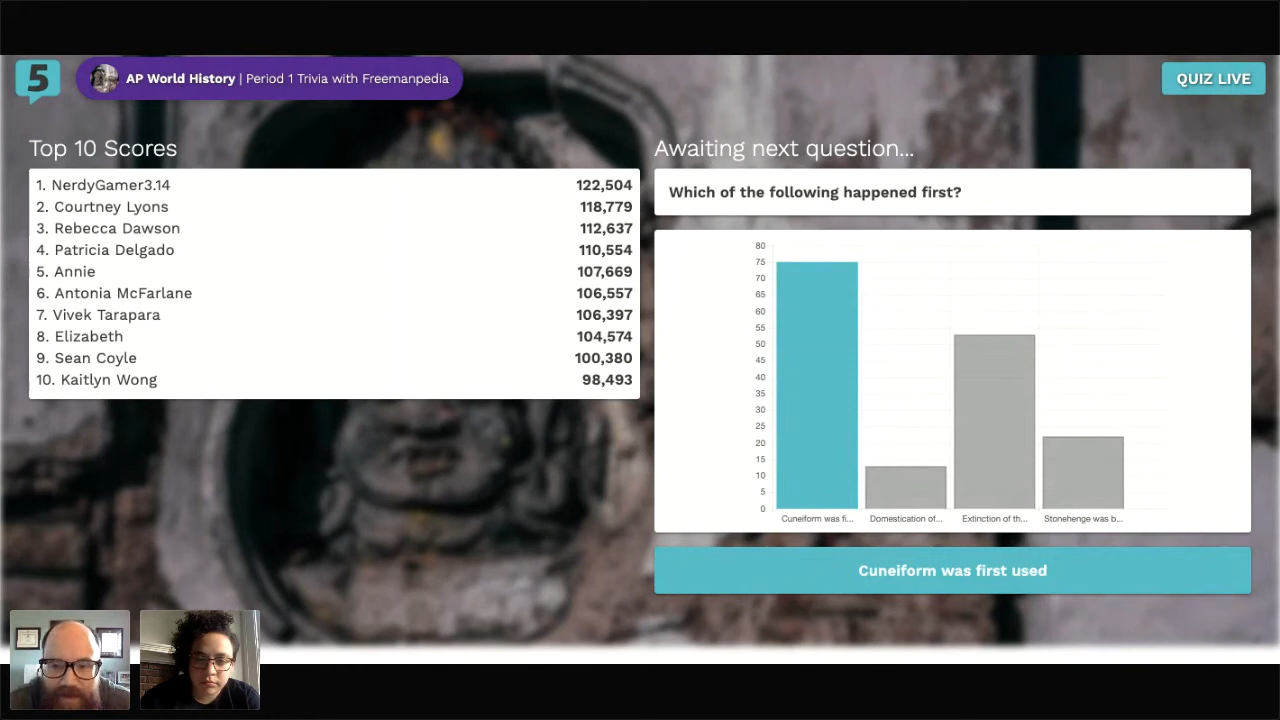 5
AP World History | Period 1 Trivia with Freemanpedia
QUIZ LIVE
Top 10 Scores
1. NerdyGamer3.14 122,504
2. Courtney Lyons 118,779
3. Rebecca Dawson 112,637
4. Patricia Delgado 110,554
5. Annie 107,669
6. Antonia McFarlane 106,557
7. Vivek Tarapara 106,397
8. Elizabeth 104,574
9. Sean Coyle 100,380
10. Kaitlyn Wong 98,493
Awaiting next question...
Which of the following happened first?
80
75
70
65
60
55
50
45
40
35
30
25
20
15
10
5
0
Cuneiform was fi... Domestication of... Extinction of th... Stonehenge was b...
Cuneiform was first used